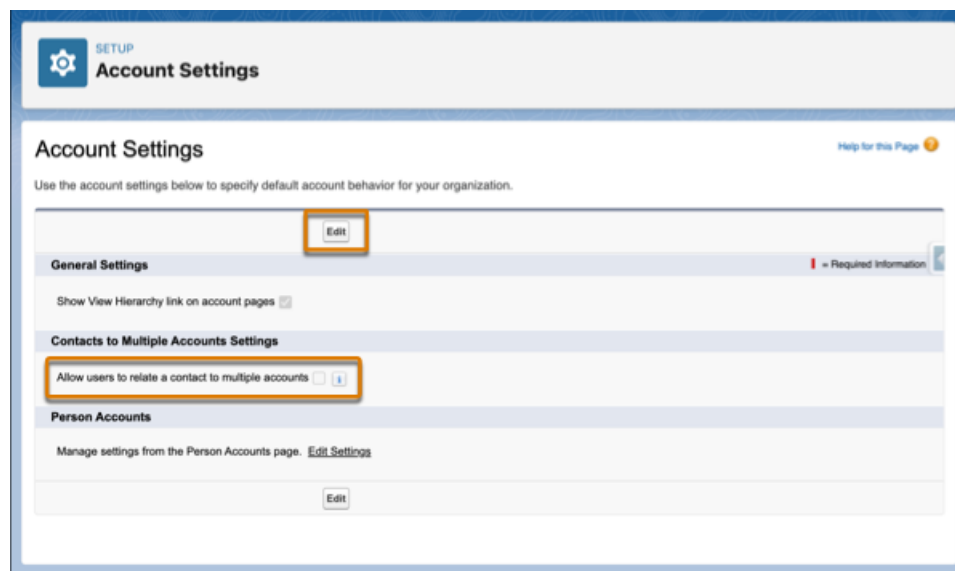 SETUP
Account Settings
Account Settings
Help for this Page ?
Use the account settings below to specify default account behavior for your organization.
Edit
General Settings
= Required Information
Show View Hierarchy link on account pages
Contacts to Multiple Accounts Settings
Allow users to relate a contact to multiple accounts i
Person Accounts
Manage settings from the Person Accounts page. Edit Settings
Edit